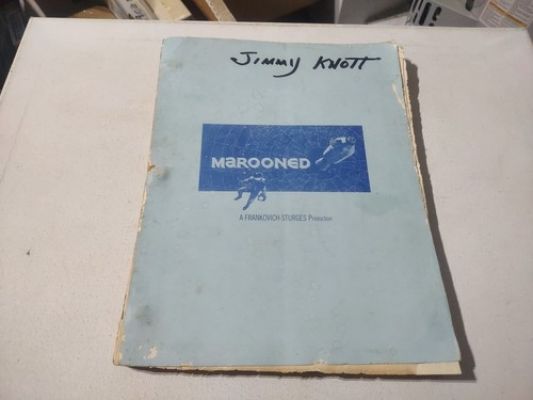 Jimmy Knott
MAROONED
A FRANKOVICH-STURGES Production